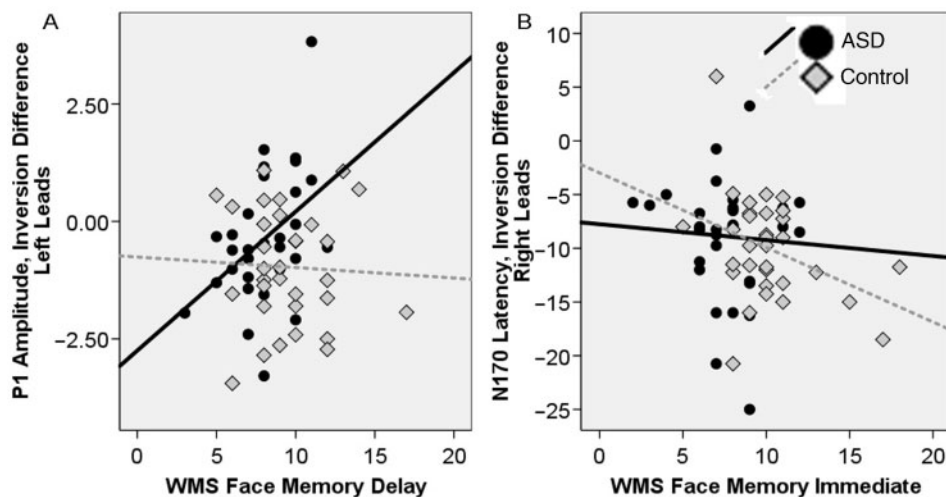 A
P1 Amplitude, Inversion Difference
Left Leads
2.50
0.00
−2.50
0
5
10
15
20
WMS Face Memory Delay
B
ASD
Control
N170 Latency, Inversion Difference
Right Leads
10
5
0
−5
−10
−15
−20
−25
0
5
10
15
20
WMS Face Memory Immediate